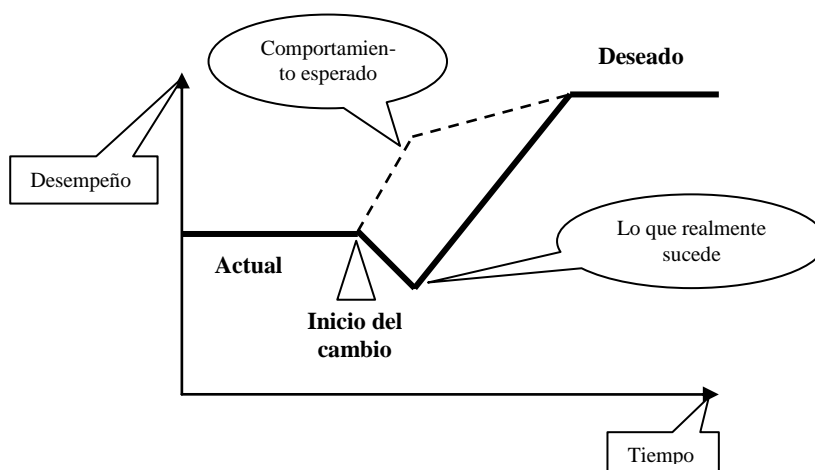 Comportamien-
to esperado
Deseado
Desempeño
Lo que realmente
sucede
Actual
Inicio del
cambio
Tiempo